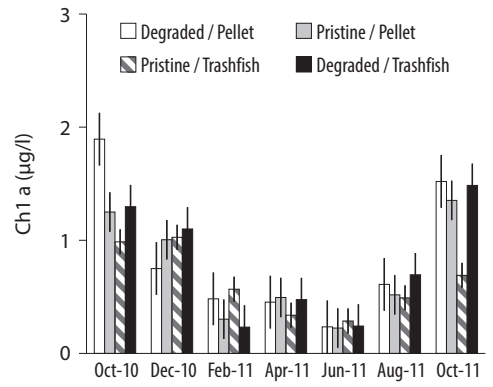 3
Degraded / Pellet
Pristine / Pellet
Pristine / Trashfish
Degraded / Trashfish
2
Ch1 a (µg/l)
1
0
Oct-10 Dec-10 Feb-11 Apr-11 Jun-11 Aug-11 Oct-11